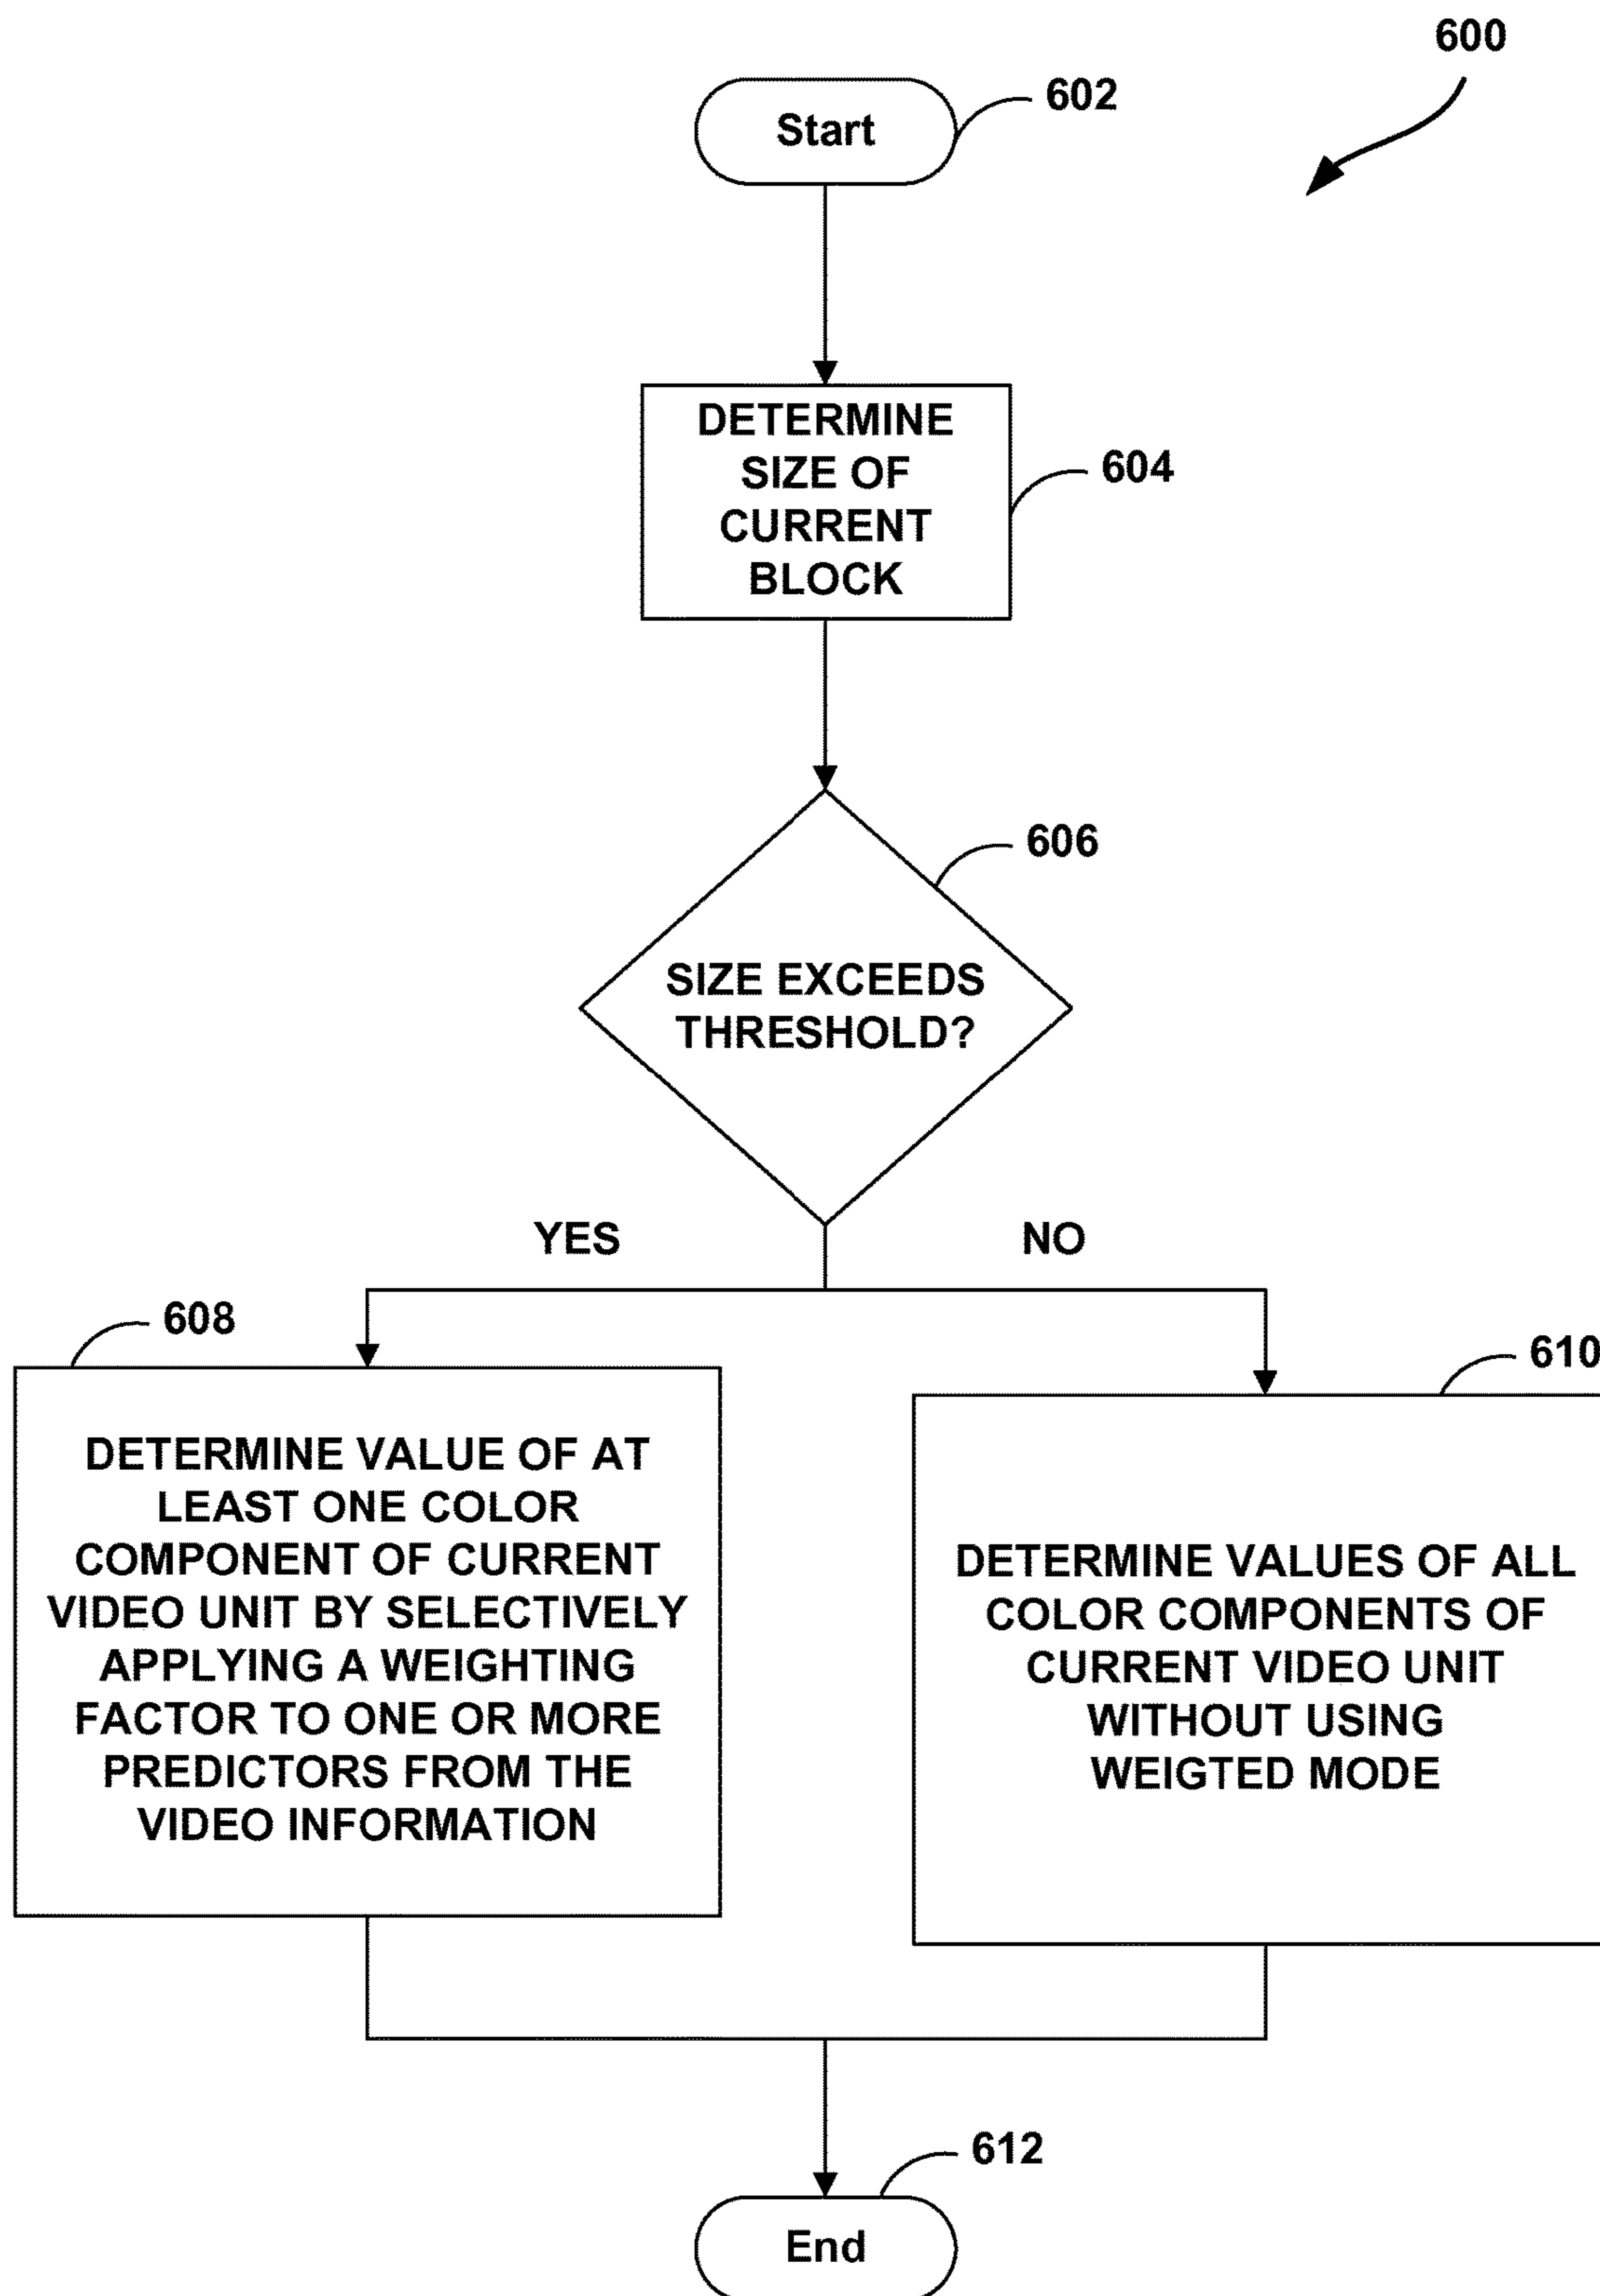 600
Start
602
DETERMINE
SIZE OF
CURRENT
BLOCK
604
606
SIZE EXCEEDS
THRESHOLD?
YES
NO
608
610
DETERMINE VALUE OF AT
LEAST ONE COLOR
COMPONENT OF CURRENT
VIDEO UNIT BY SELECTIVELY
APPLYING A WEIGHTING
FACTOR TO ONE OR MORE
PREDICTORS FROM THE
VIDEO INFORMATION
DETERMINE VALUES OF ALL
COLOR COMPONENTS OF
CURRENT VIDEO UNIT
WITHOUT USING
WEIGTED MODE
612
End